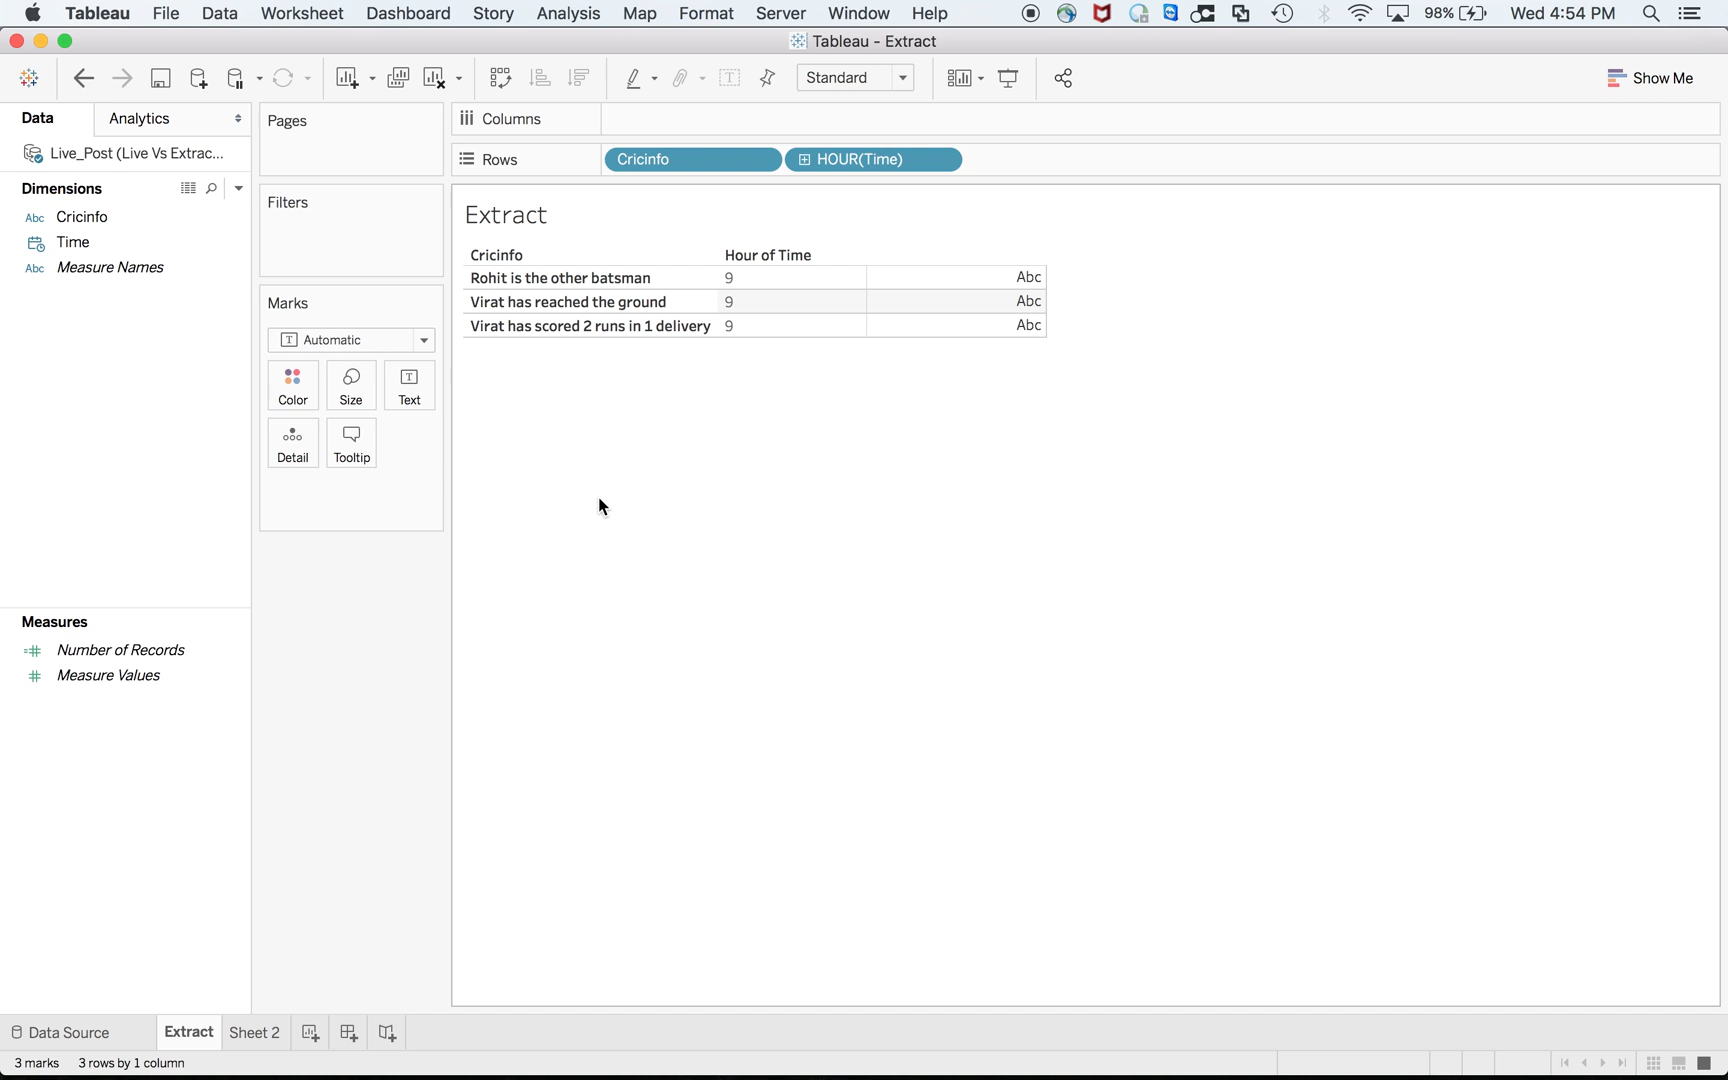 Tableau File Data Worksheet Dashboard Story Analysis Map Format Server Window Help 98% Wed 4:54 PM
Tableau - Extract
Standard Show Me
Data Analytics Pages Columns
Live_Post (Live Vs Extrac... Rows Cricinfo HOUR(Time)
Dimensions Filters Extract
Abc Cricinfo
Time Cricinfo Hour of Time
Abc Measure Names Rohit is the other batsman 9 Abc
Marks Virat has reached the ground 9 Abc
Automatic Virat has scored 2 runs in 1 delivery 9 Abc
Color Size Text
Detail Tooltip
Measures
Number of Records
Measure Values
Data Source Extract Sheet 2
3 marks 3 rows by 1 column